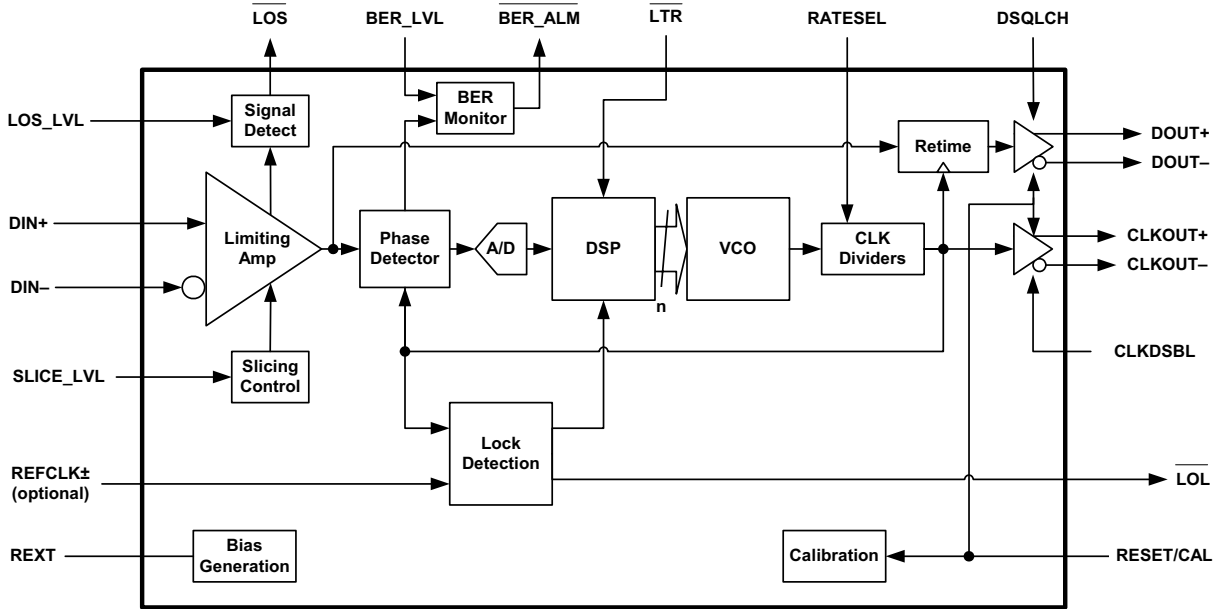 LOS
BER_LVL
BER_ALM
LTR
RATESEL
DSQLCH
LOS_LVL
Signal
Detect
BER
Monitor
Retime
DOUT+
DOUT–
DIN+
DIN–
Limiting
Amp
Phase
Detector
A/D
DSP
n
VCO
CLK
Dividers
CLKOUT+
CLKOUT–
SLICE_LVL
Slicing
Control
CLKDSBL
REFCLK±
(optional)
Lock
Detection
LOL
REXT
Bias
Generation
Calibration
RESET/CAL